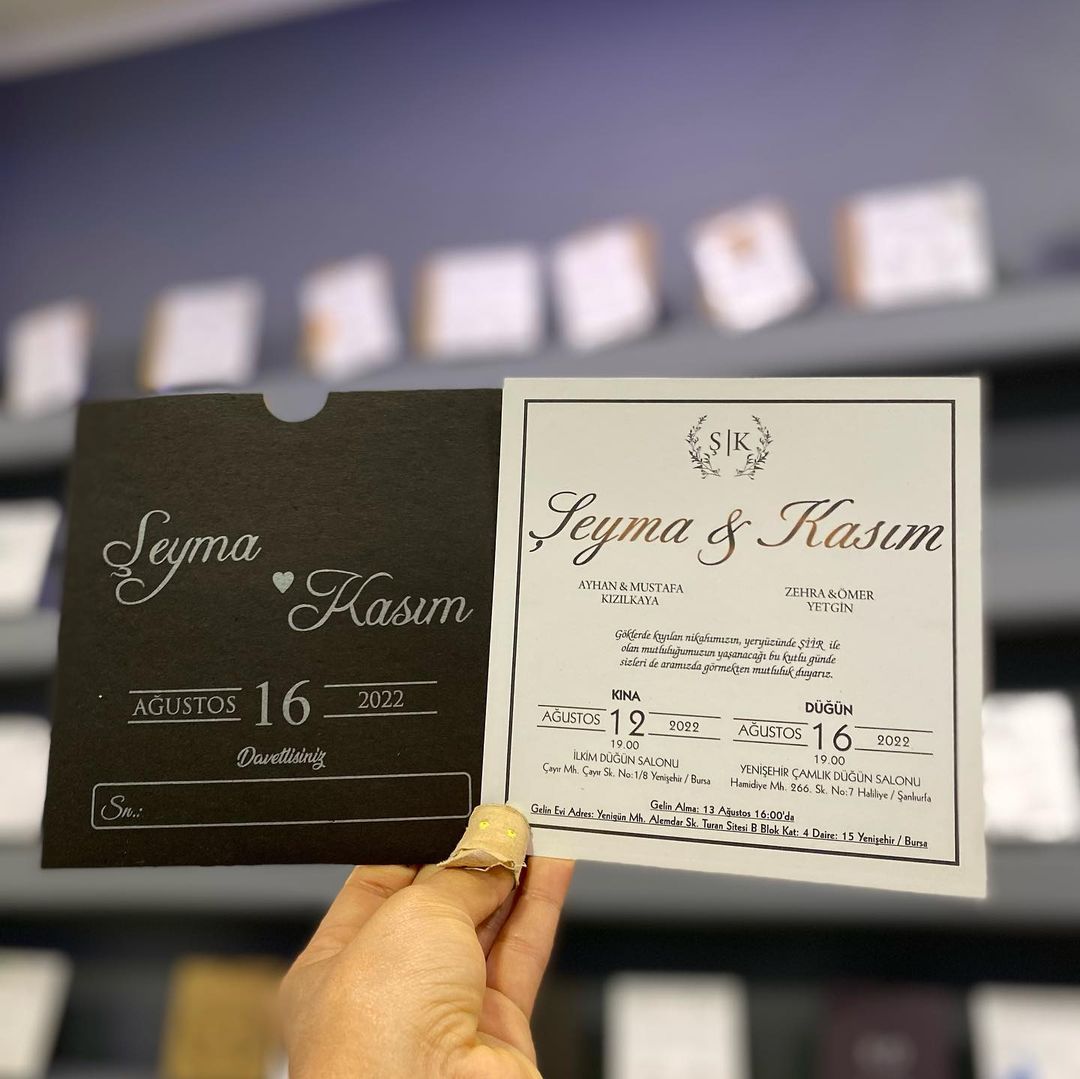 Şeyma
Kasım
AĞUSTOS 16 2022
Davetlisiniz
Sn.:
Ş|K
Şeyma & Kasım
AYHAN & MUSTAFA
KIZILKAYA
ZEHRA & ÖMER
YETGİN
Göklerde kıyılan nikahımızın, yeryüzünde ŞİİR ile
olan mutluluğumuzun yaşanacağı bu kutlu günde
sizleri de aramızda görmekten mutluluk duyarız.
KINA
AĞUSTOS 12 2022
19.00
İLKİM DÜĞÜN SALONU
Çayır Mh. Çayır Sk. No:1/8 Yenişehir / Bursa
DÜĞÜN
AĞUSTOS 16 2022
19.00
YENİŞEHİR ÇAMLIK DÜĞÜN SALONU
Hamidiye Mh. 266. Sk. No:7 Haliliye / Şanlıurfa
Gelin Alma: 13 Ağustos 16:00'da
Gelin Evi Adres: Yenigün Mh. Alemdar Sk. Turan Sitesi B Blok Kat: 4 Daire: 15 Yenişehir / Bursa